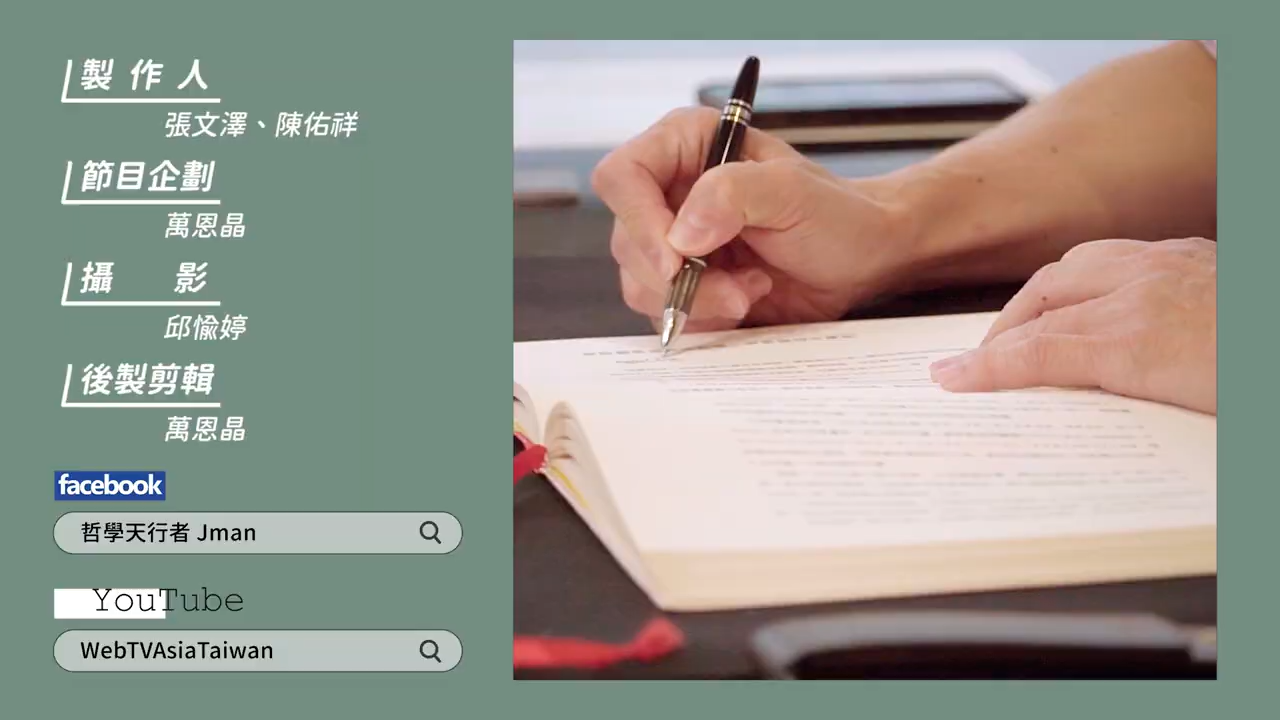 製作人
張文澤、陳佑祥
節目企劃
萬恩晶
攝 影
邱愉婷
後製剪輯
萬恩晶
facebook
哲學天行者 Jman
YouTube
WebTVAsiaTaiwan